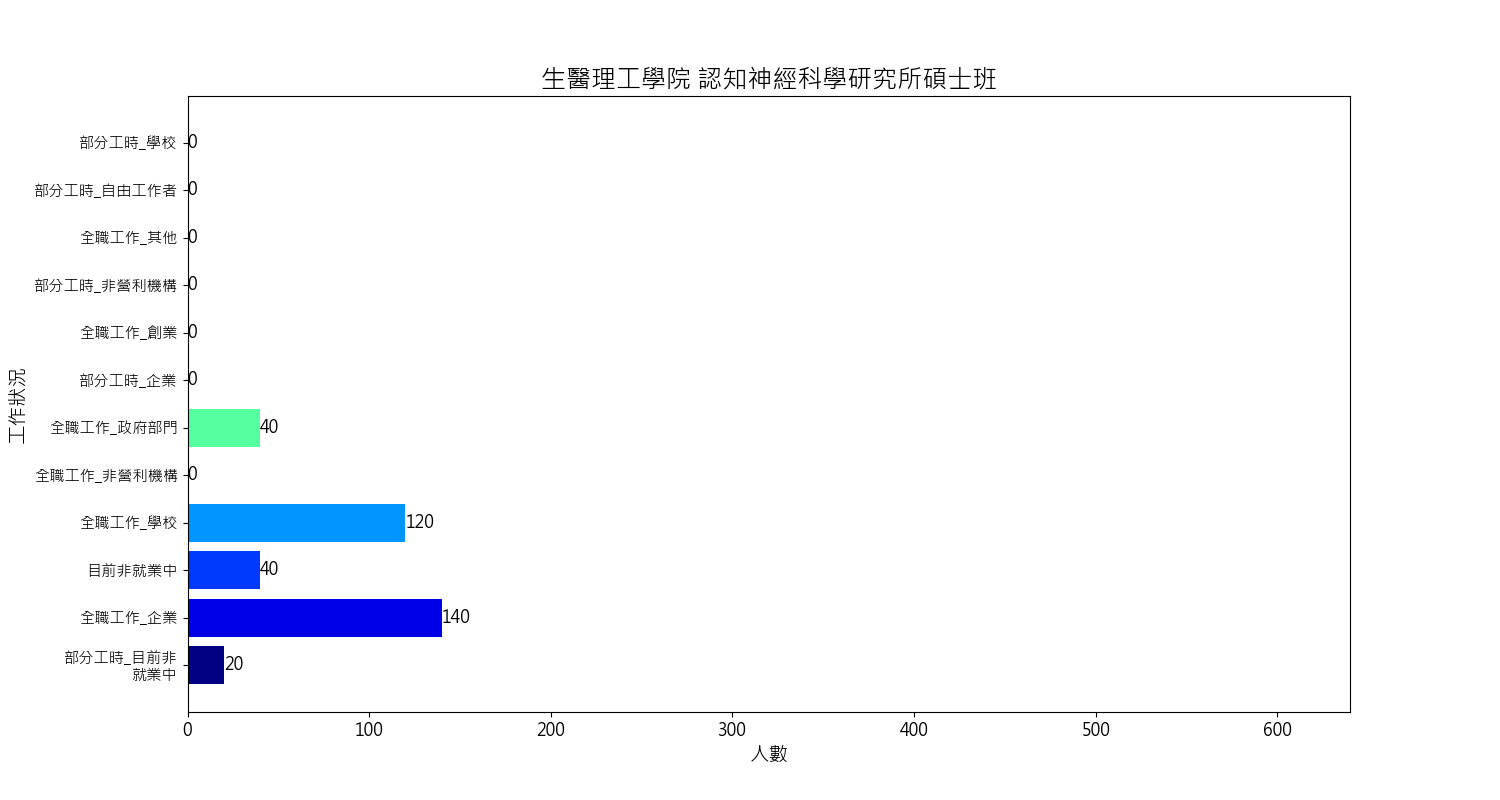 生醫理工學院 認知神經科學研究所碩士班
部分工時_學校
0
部分工時_自由工作者
0
全職工作_其他
0
部分工時_非營利機構
0
全職工作_創業
0
部分工時_企業
0
全職工作_政府部門
40
全職工作_非營利機構
0
全職工作_學校
120
目前非就業中
40
全職工作_企業
140
部分工時_目前非
就業中
20
工作狀況
0 100 200 300 400 500 600
人數